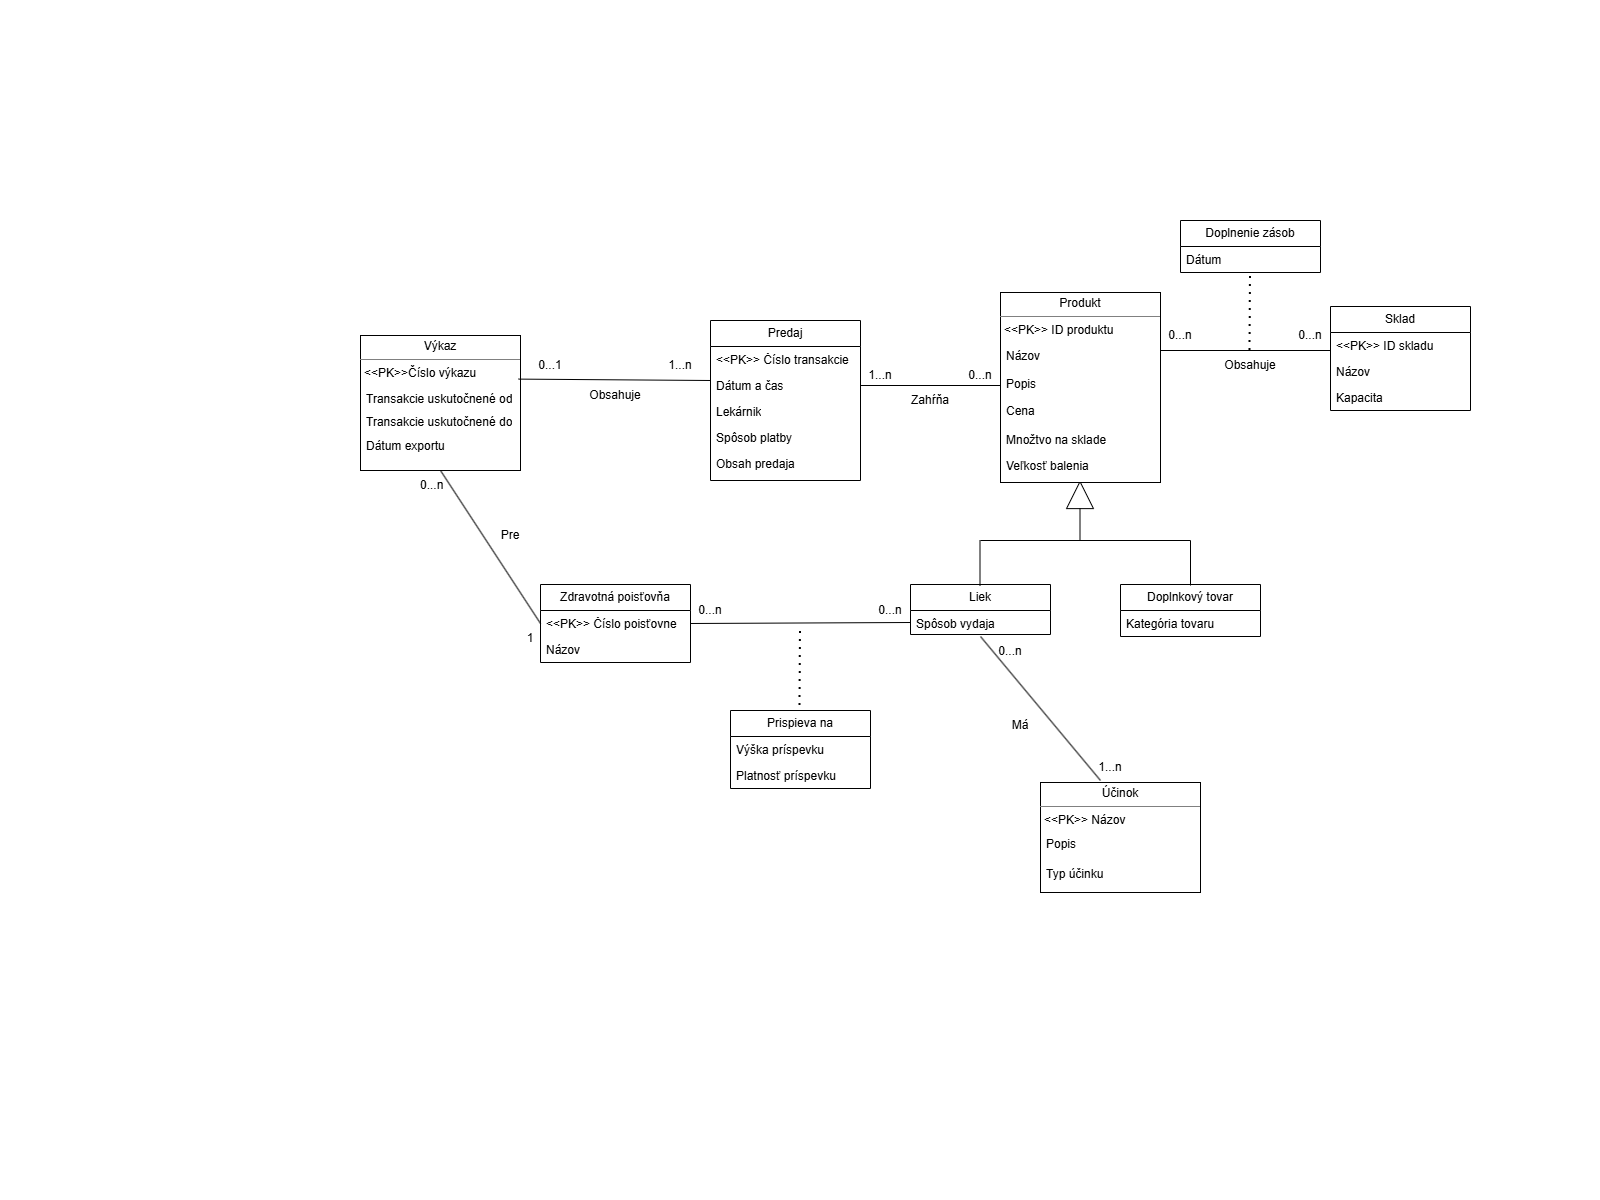 Doplnenie zásob
Dátum
Produkt
<<PK>> ID produktu
Názov
Popis
Cena
Množtvo na sklade
Veľkosť balenia
0...n
0...n
Obsahuje
Sklad
<<PK>> ID skladu
Názov
Kapacita
Predaj
<<PK>> Číslo transakcie
Dátum a čas
Lekárnik
Spôsob platby
Obsah predaja
1...n
0...n
Zahŕňa
Výkaz
<<PK>>Číslo výkazu
Transakcie uskutočnené od
Transakcie uskutočnené do
Dátum exportu
0...1
1...n
Obsahuje
0...n
Pre
1
Zdravotná poisťovňa
<<PK>> Číslo poisťovne
Názov
0...n
0...n
Liek
Spôsob vydaja
Doplnkový tovar
Kategória tovaru
0...n
Má
1...n
Prispieva na
Výška príspevku
Platnosť príspevku
Účinok
<<PK>> Názov
Popis
Typ účinku